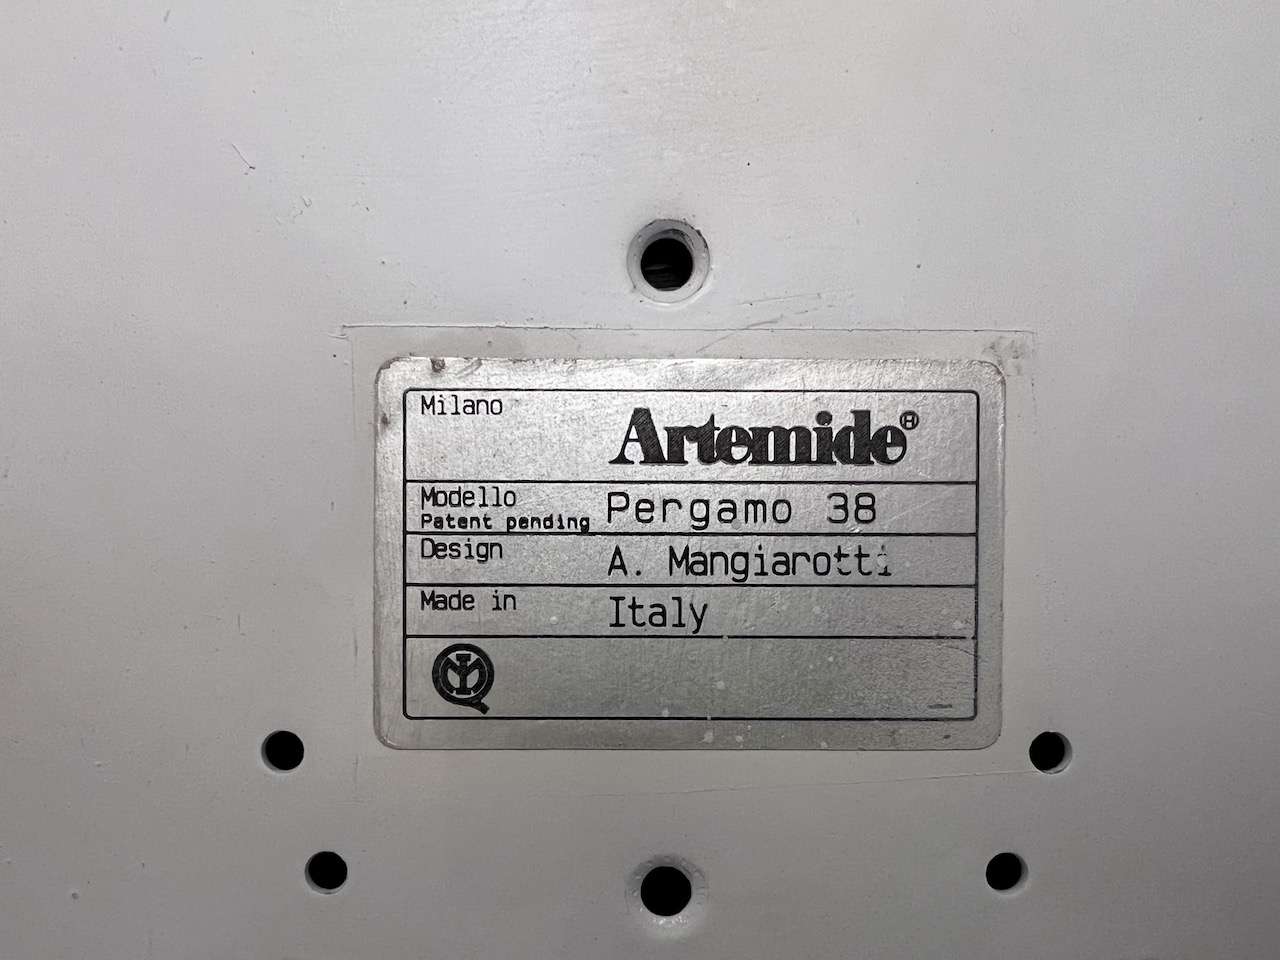 Milano
Artemide®
Modello Pergamo 38
Patent pending
Design A. Mangiarotti
Made in Italy